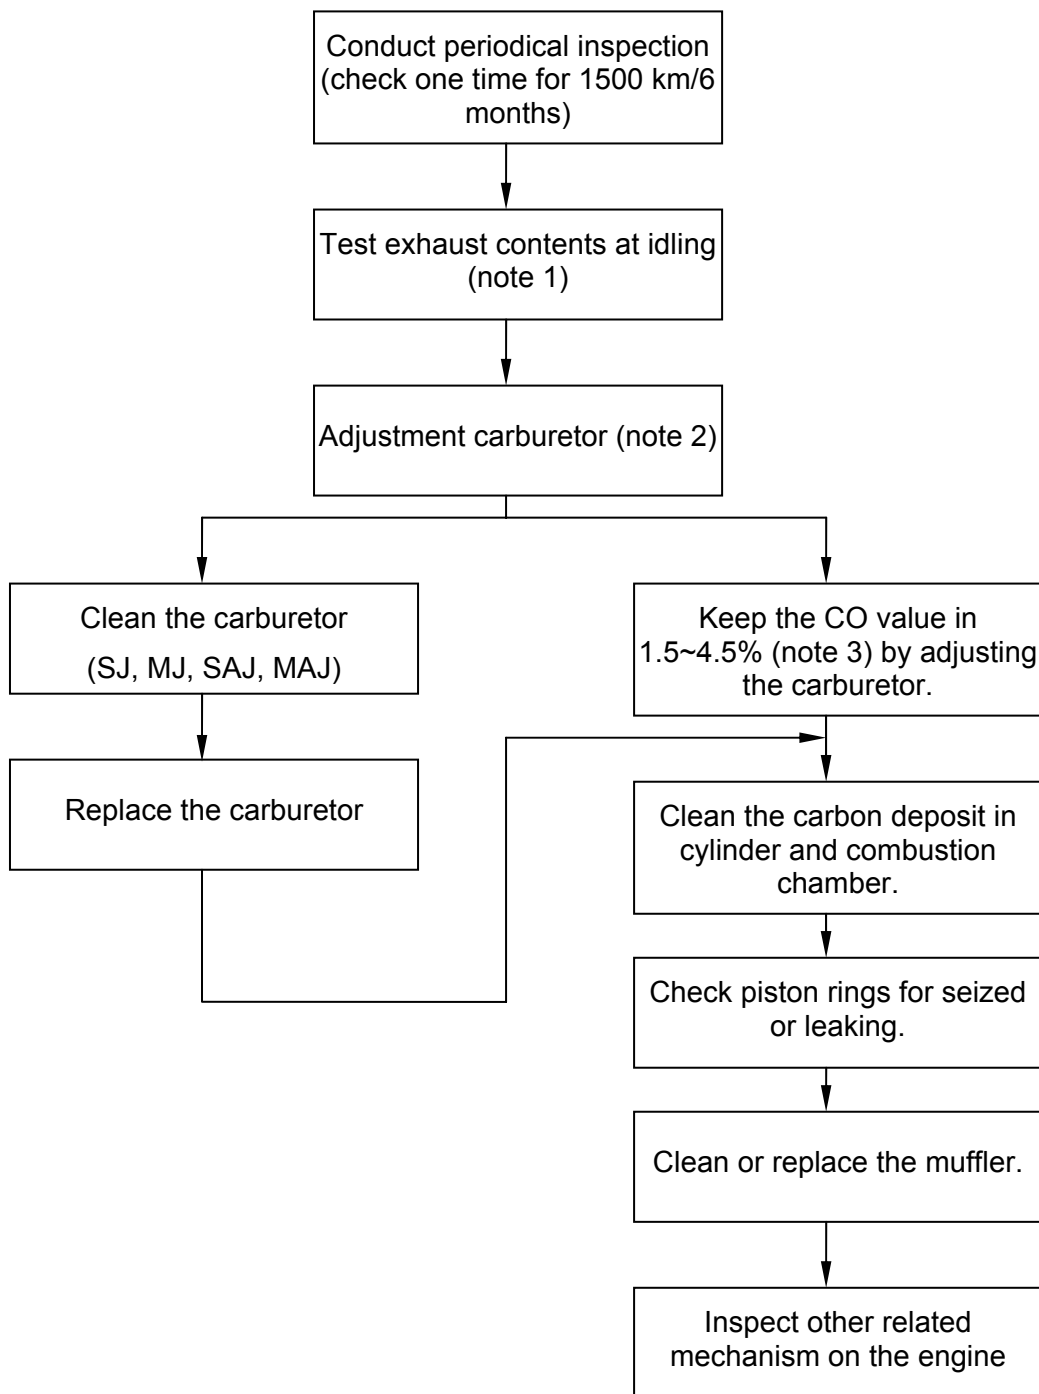 Conduct periodical inspection
(check one time for 1500 km/6
months)
Test exhaust contents at idling
(note 1)
Adjustment carburetor (note 2)
Clean the carburetor
(SJ, MJ, SAJ, MAJ)
Replace the carburetor
Keep the CO value in
1.5~4.5% (note 3) by adjusting
the carburetor.
Clean the carbon deposit in
cylinder and combustion
chamber.
Check piston rings for seized
or leaking.
Clean or replace the muffler.
Inspect other related
mechanism on the engine